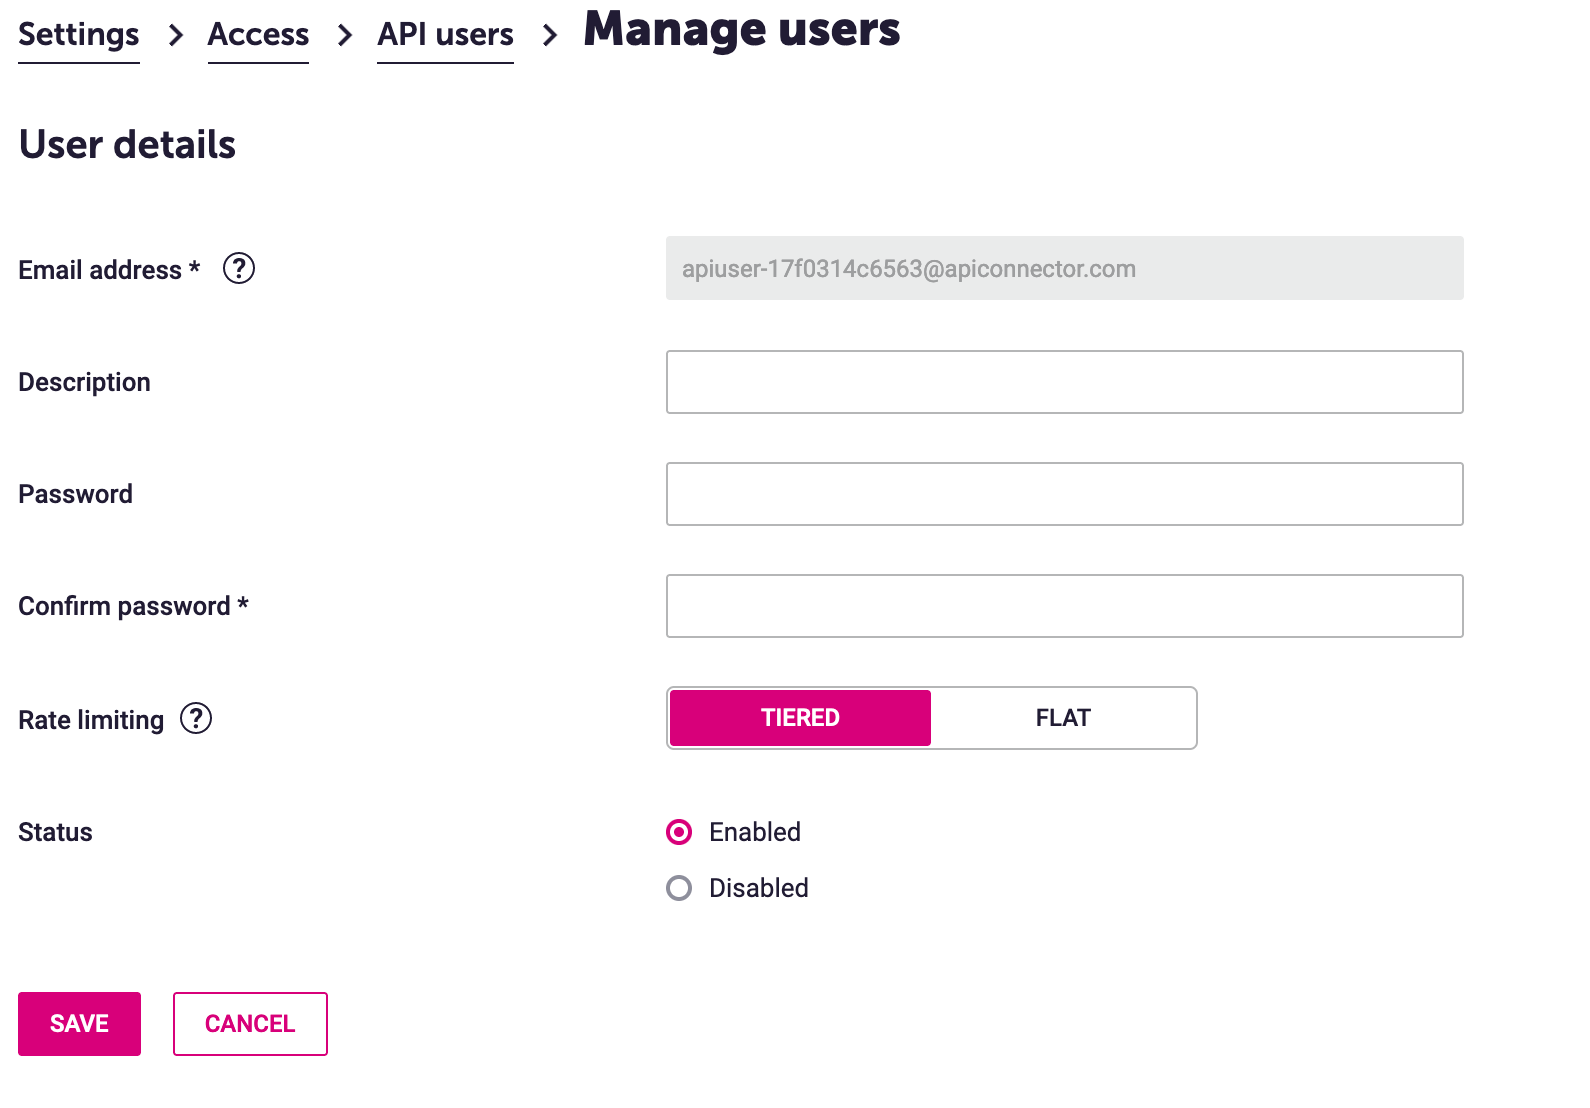 Settings > Access > API users > Manage users
User details
Email address * ?
apiuser-17f0314c6563@apiconnector.com
Description
Password
Confirm password *
Rate limiting ?
TIERED FLAT
Status
Enabled
Disabled
SAVE CANCEL